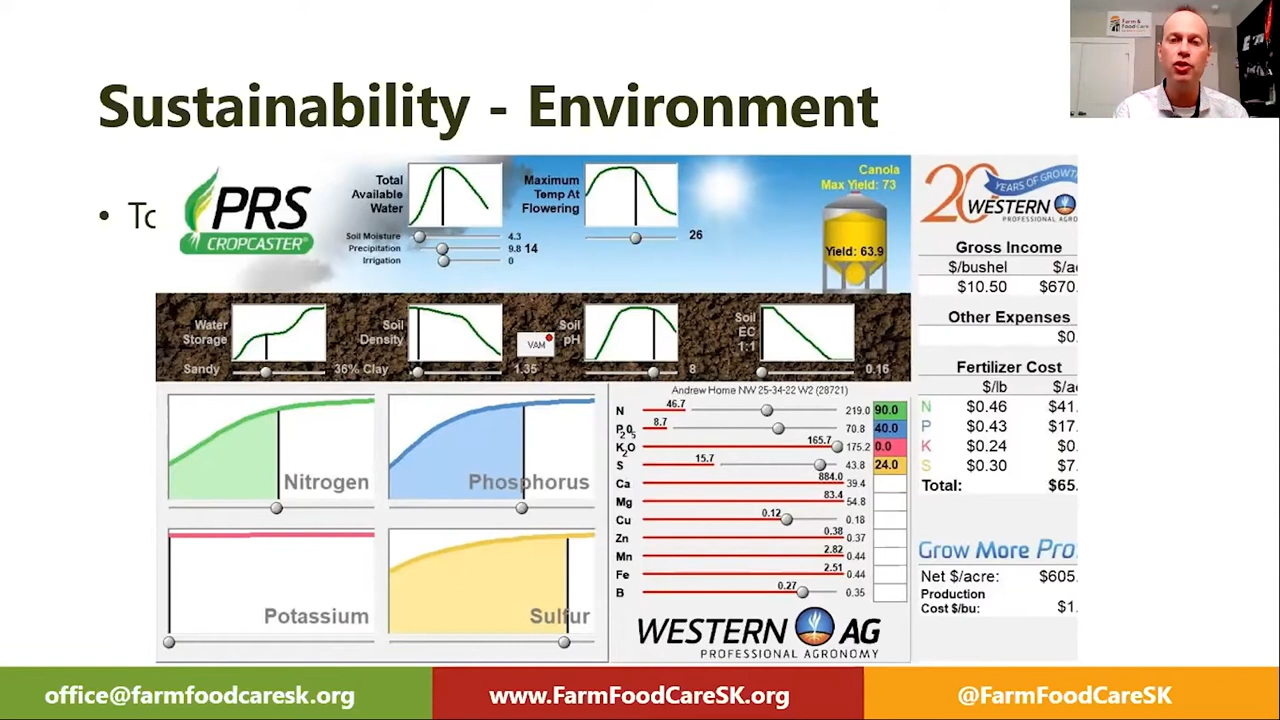 Farm & Food Care
Sustainability - Environment
• To
PRS
CROPCASTER®
Total
Available
Water
Soil Moisture 4.3
Precipitation 9.8 14
Irrigation 0
Maximum
Temp At
Flowering
26
Canola
Max Yield: 73
Yield: 63.9
20 YEARS OF GROWTH
WESTERN
PROFESSIONAL AGRO
Gross Income
$/bushel $/a
$10.50 $670.
Other Expenses
$0.
Fertilizer Cost
$/lb $/a
N $0.46 $41.
P $0.43 $17.
K $0.24 $0.
S $0.30 $7.
Total: $65.
Grow More Pro
Net $/acre: $605.
Production
Cost $/bu: $1.
Water
Storage
Sandy 36% Clay
Soil
Density
1.35
VAM
Soil
pH
8
Soil
EC
1:1
0.16
Nitrogen
Phosphorus
Potassium
Sulfur
Andrew Home NW 25-34-22 W2 (28721)
N 46.7 219.0 90.0
P2O5 8.7 70.8 40.0
K2O 165.7 175.2 0.0
S 15.7 43.8 24.0
Ca 884.0 39.4
Mg 83.4 54.8
Cu 0.12 0.18
Zn 0.38 0.37
Mn 2.82 0.44
Fe 2.51 0.44
B 0.27 0.35
WESTERN AG
PROFESSIONAL AGRONOMY
office@farmfoodcaresk.org
www.FarmFoodCareSK.org
@FarmFoodCareSK